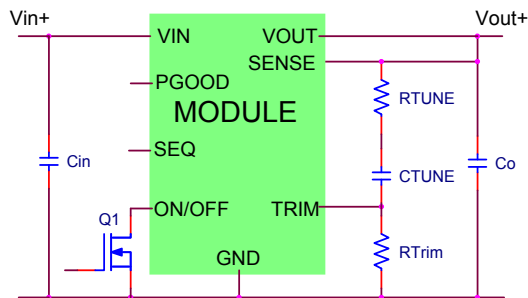 Vin+
Vout+
VIN
VOUT
SENSE
PGOOD
MODULE
RTUNE
SEQ
Cin
CTUNE
Co
ON/OFF
TRIM
Q1
RTrim
GND